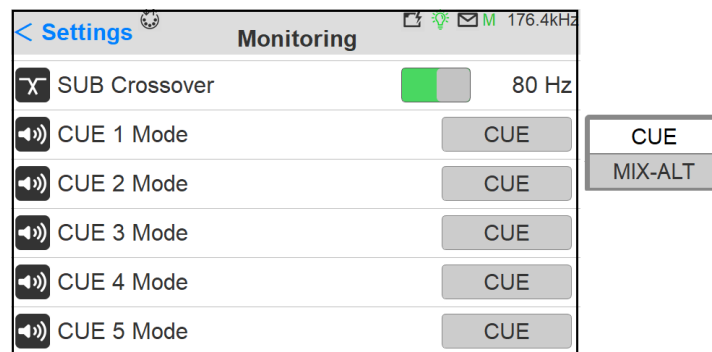 < Settings
Monitoring
M 176.4kHz
SUB Crossover 80 Hz
CUE 1 Mode CUE
CUE
MIX-ALT
CUE 2 Mode CUE
CUE 3 Mode CUE
CUE 4 Mode CUE
CUE 5 Mode CUE